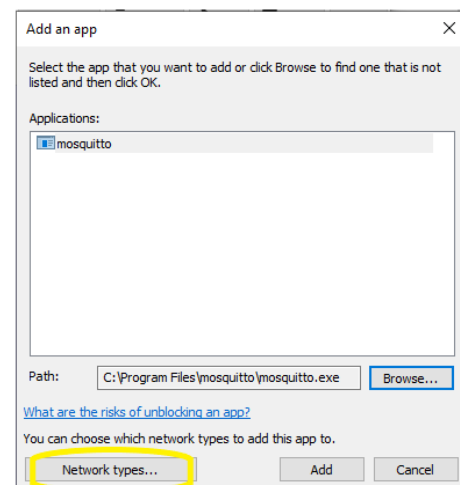 Add an app
Select the app that you want to add or click Browse to find one that is not
listed and then click OK.
Applications:
mosquitto
Path:
C:\Program Files\mosquitto\mosquitto.exe
Browse...
What are the risks of unblocking an app?
You can choose which network types to add this app to.
Network types...
Add
Cancel